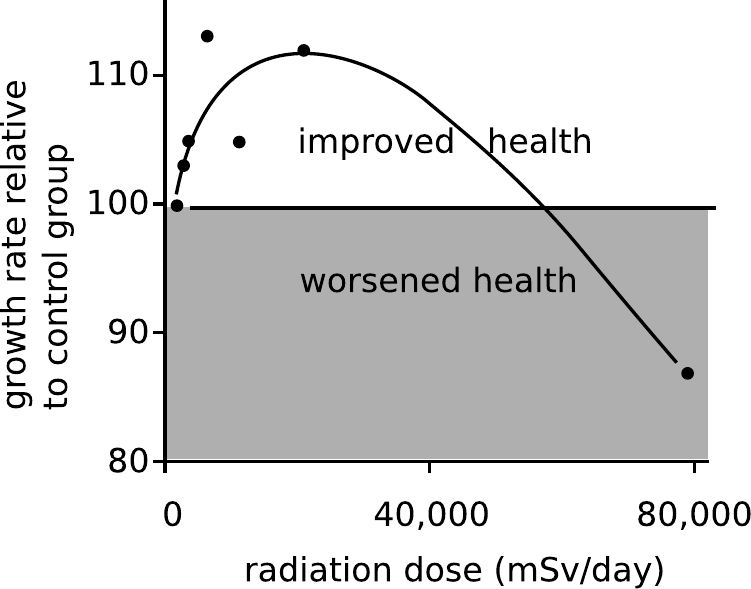 growth rate relative
to control group
110
100
90
80
improved health
worsened health
0
40,000
80,000
radiation dose (mSv/day)